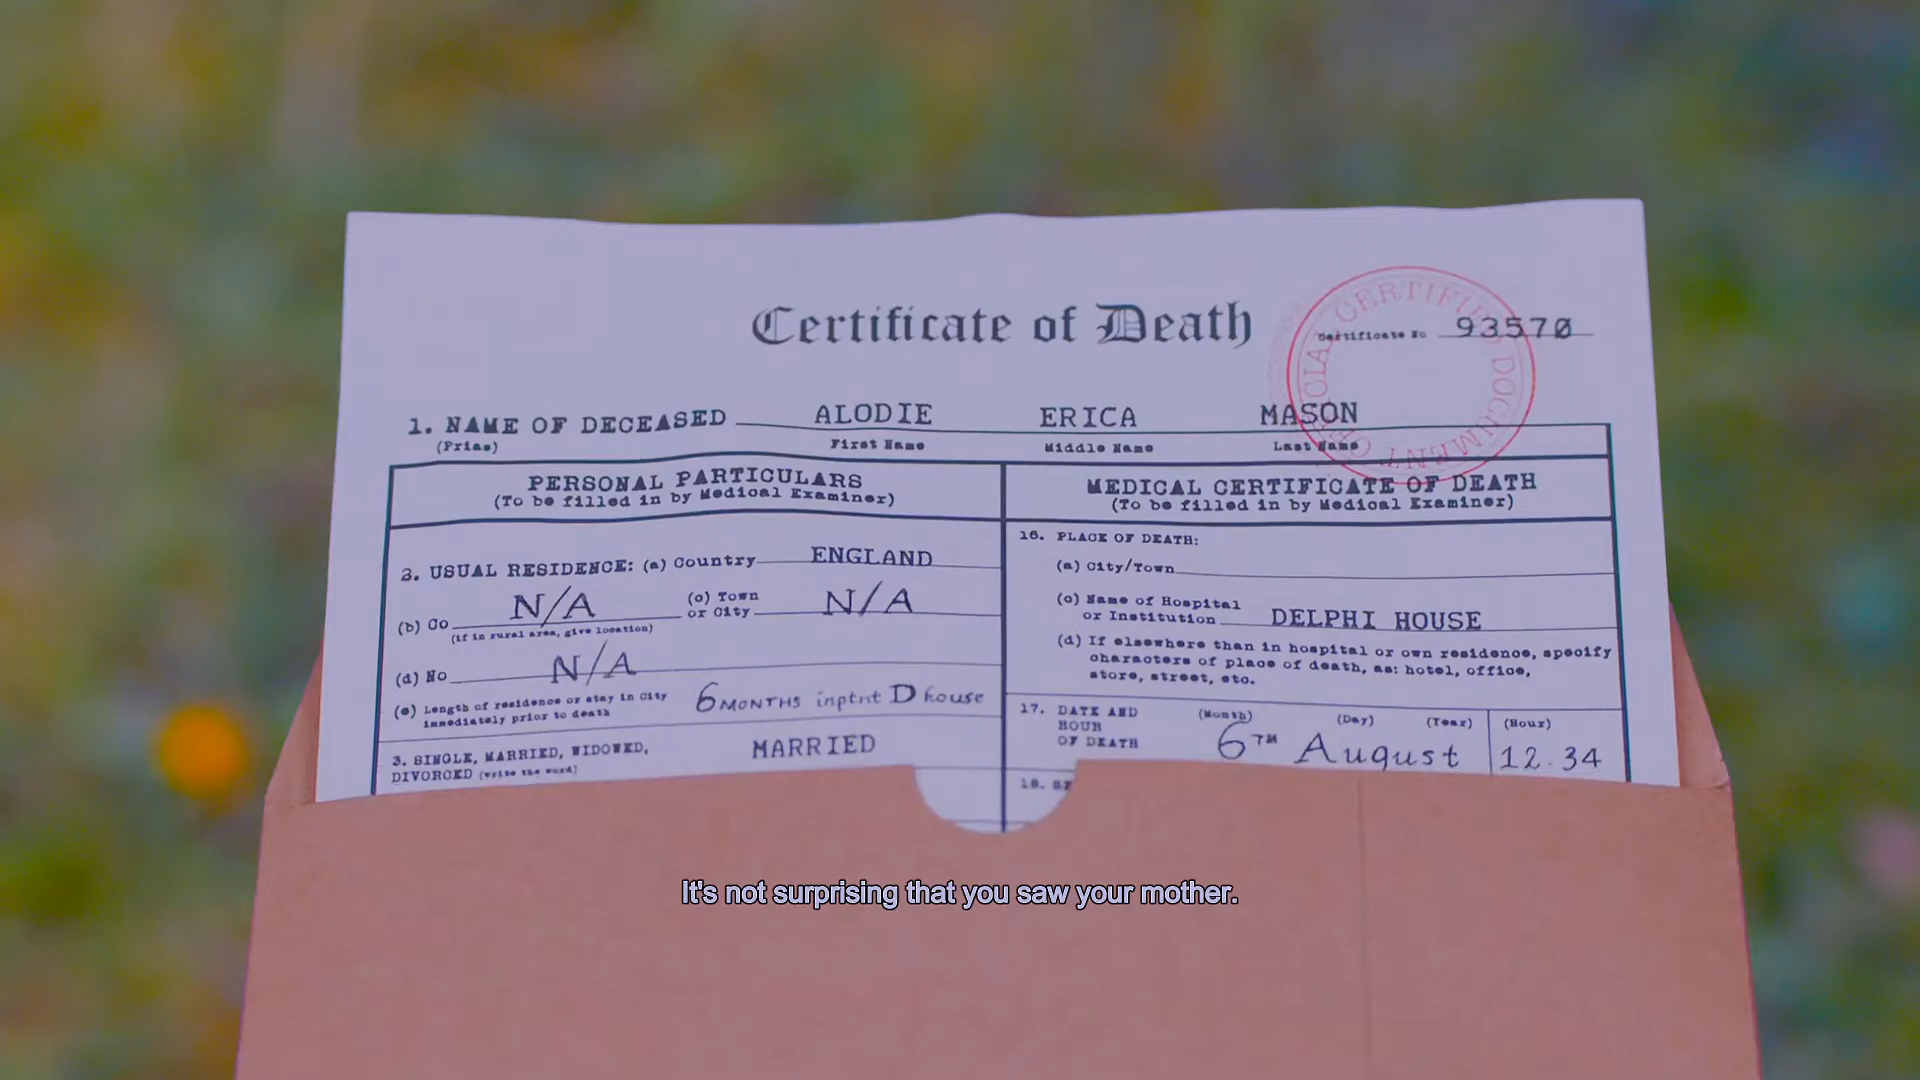 Certificate of Death
Certificate No 93570
CERTIFIED DOCUMENT OFFICIAL
1. NAME OF DECEASED ALODIE ERICA MASON
(Prias) First Name Middle Name Last Name
PERSONAL PARTICULARS
(To be filled in by Medical Examiner)
3. USUAL RESIDENCE: (a) Country ENGLAND
(b) Co N/A (c) Town or City N/A
(if in rural area, give location)
(d) No N/A
(e) Length of residence or stay in City
immediately prior to death 6 MONTHS inptnt D house
3. SINGLE, MARRIED, WIDOWED,
DIVORCED (write the word) MARRIED
MEDICAL CERTIFICATE OF DEATH
(To be filled in by Medical Examiner)
16. PLACE OF DEATH:
(a) City/Town
(c) Name of Hospital
or Institution DELPHI HOUSE
(d) If elsewhere than in hospital or own residence, specify
characters of place of death, as: hotel, office,
store, street, etc.
17. DATE AND HOUR OF DEATH (Month) (Day) (Year) (Hour)
6TH August 12.34
18.
It's not surprising that you saw your mother.